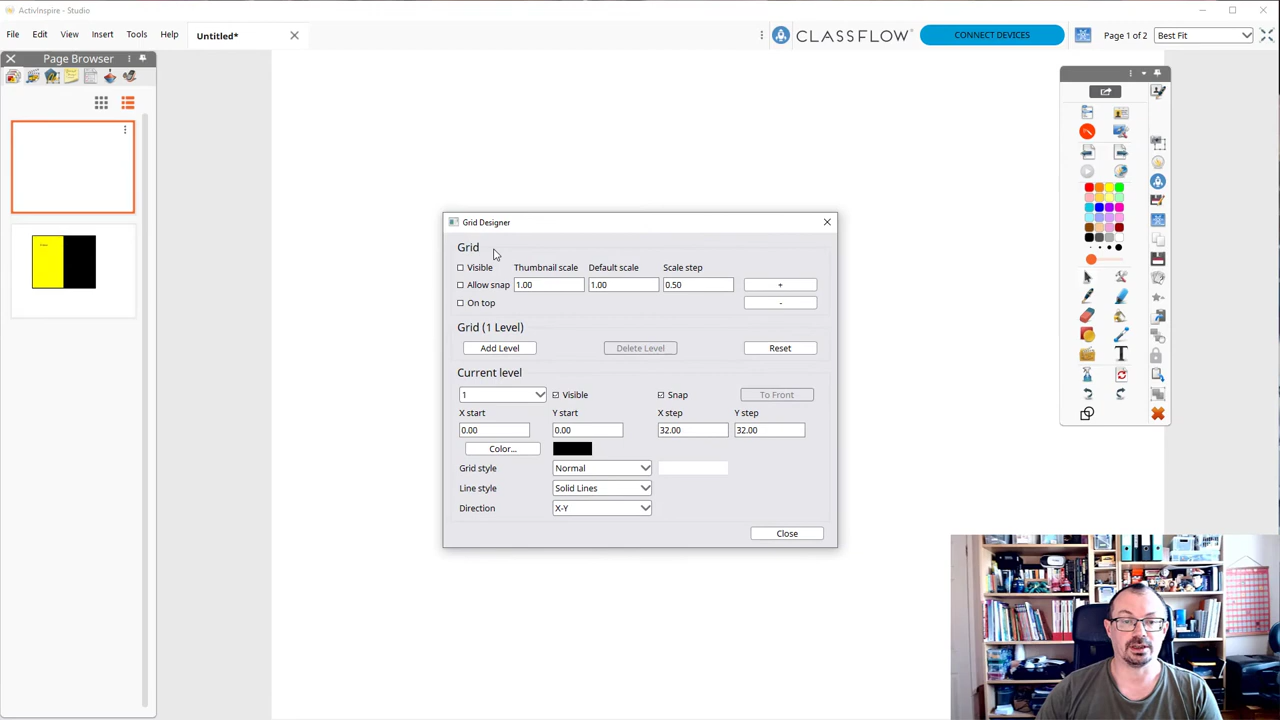 ActivInspire - Studio
File Edit View Insert Tools Help
Untitled*
CLASSFLOW
CONNECT DEVICES
Page 1 of 2
Best Fit
Page Browser
Grid Designer
Grid
Visible Thumbnail scale Default scale Scale step
Allow snap 1.00 1.00 0.50 +
On top -
Grid (1 Level)
Add Level Delete Level Reset
Current level
1 Visible Snap To Front
X start Y start X step Y step
0.00 0.00 32.00 32.00
Color...
Grid style Normal
Line style Solid Lines
Direction X-Y
Close
T